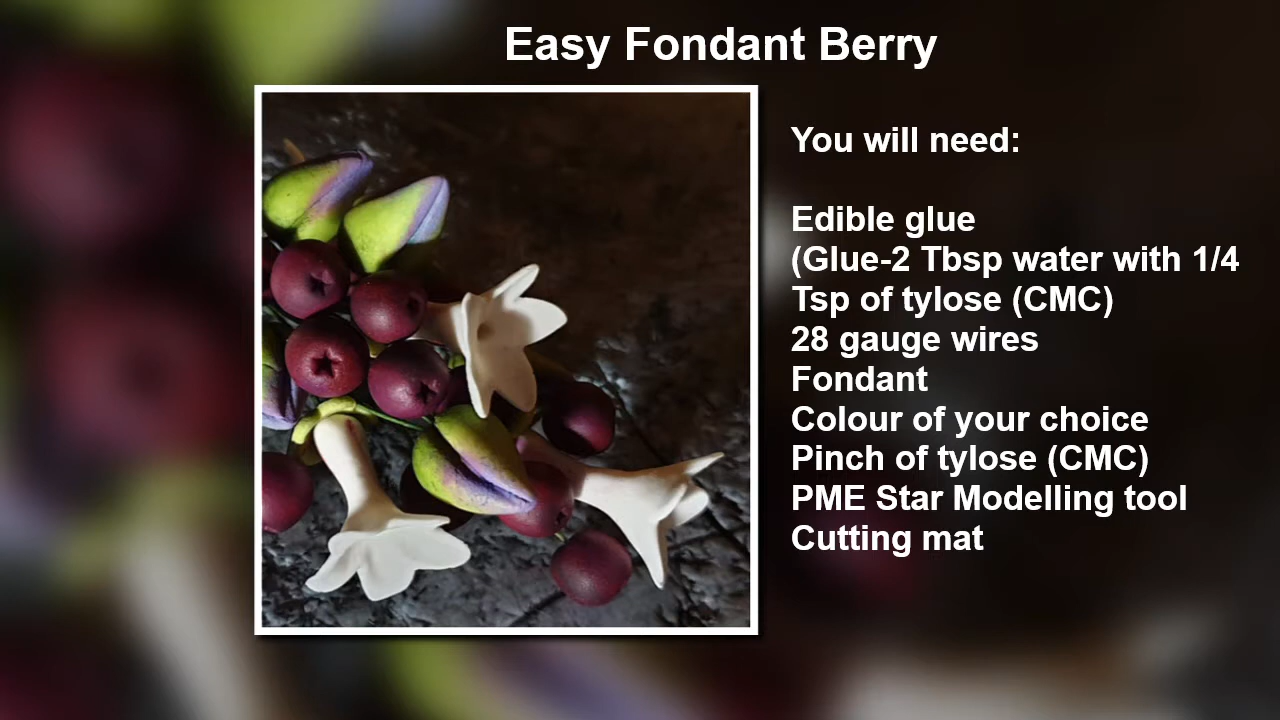 Easy Fondant Berry
You will need:
Edible glue
(Glue-2 Tbsp water with 1/4
Tsp of tylose (CMC)
28 gauge wires
Fondant
Colour of your choice
Pinch of tylose (CMC)
PME Star Modelling tool
Cutting mat